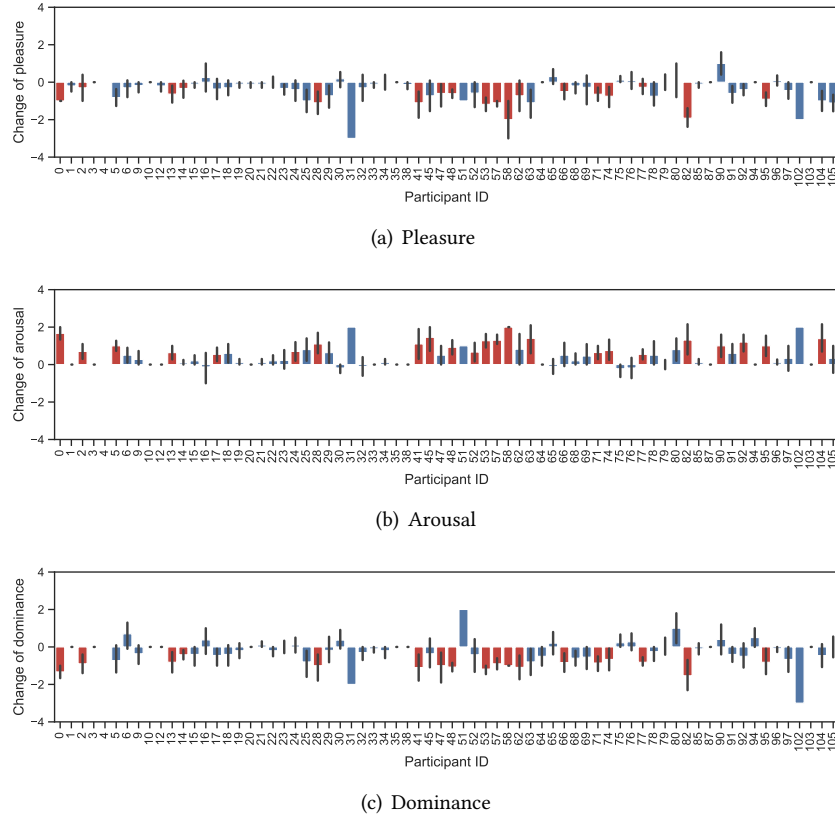 4
2
0
−2
−4
Change of pleasure
0 1 2 3 4 5 6 9 10 12 13 14 15 16 17 18 19 20 21 22 23 24 25 28 29 30 31 32 33 34 35 38 41 45 47 48 51 52 53 57 58 62 63 64 65 66 68 69 71 74 75 76 77 78 79 80 82 85 87 90 91 92 94 95 96 97 102 103 104 105
Participant ID
(a) Pleasure
4
2
0
−2
−4
Change of arousal
0 1 2 3 4 5 6 9 10 12 13 14 15 16 17 18 19 20 21 22 23 24 25 28 29 30 31 32 33 34 35 38 41 45 47 48 51 52 53 57 58 62 63 64 65 66 68 69 71 74 75 76 77 78 79 80 82 85 87 90 91 92 94 95 96 97 102 103 104 105
Participant ID
(b) Arousal
4
2
0
−2
−4
Change of dominance
0 1 2 3 4 5 6 9 10 12 13 14 15 16 17 18 19 20 21 22 23 24 25 28 29 30 31 32 33 34 35 38 41 45 47 48 51 52 53 57 58 62 63 64 65 66 68 69 71 74 75 76 77 78 79 80 82 85 87 90 91 92 94 95 96 97 102 103 104 105
Participant ID
(c) Dominance